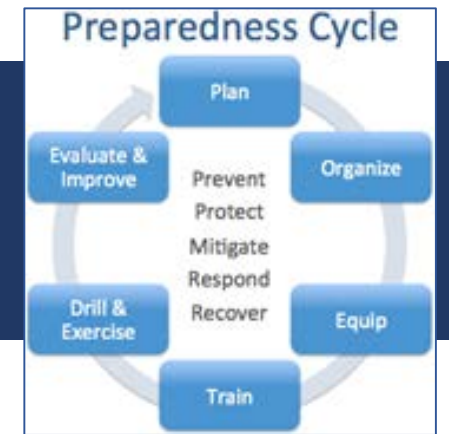 Preparedness Cycle
Plan
Organize
Equip
Train
Drill &
Exercise
Evaluate &
Improve
Prevent
Protect
Mitigate
Respond
Recover